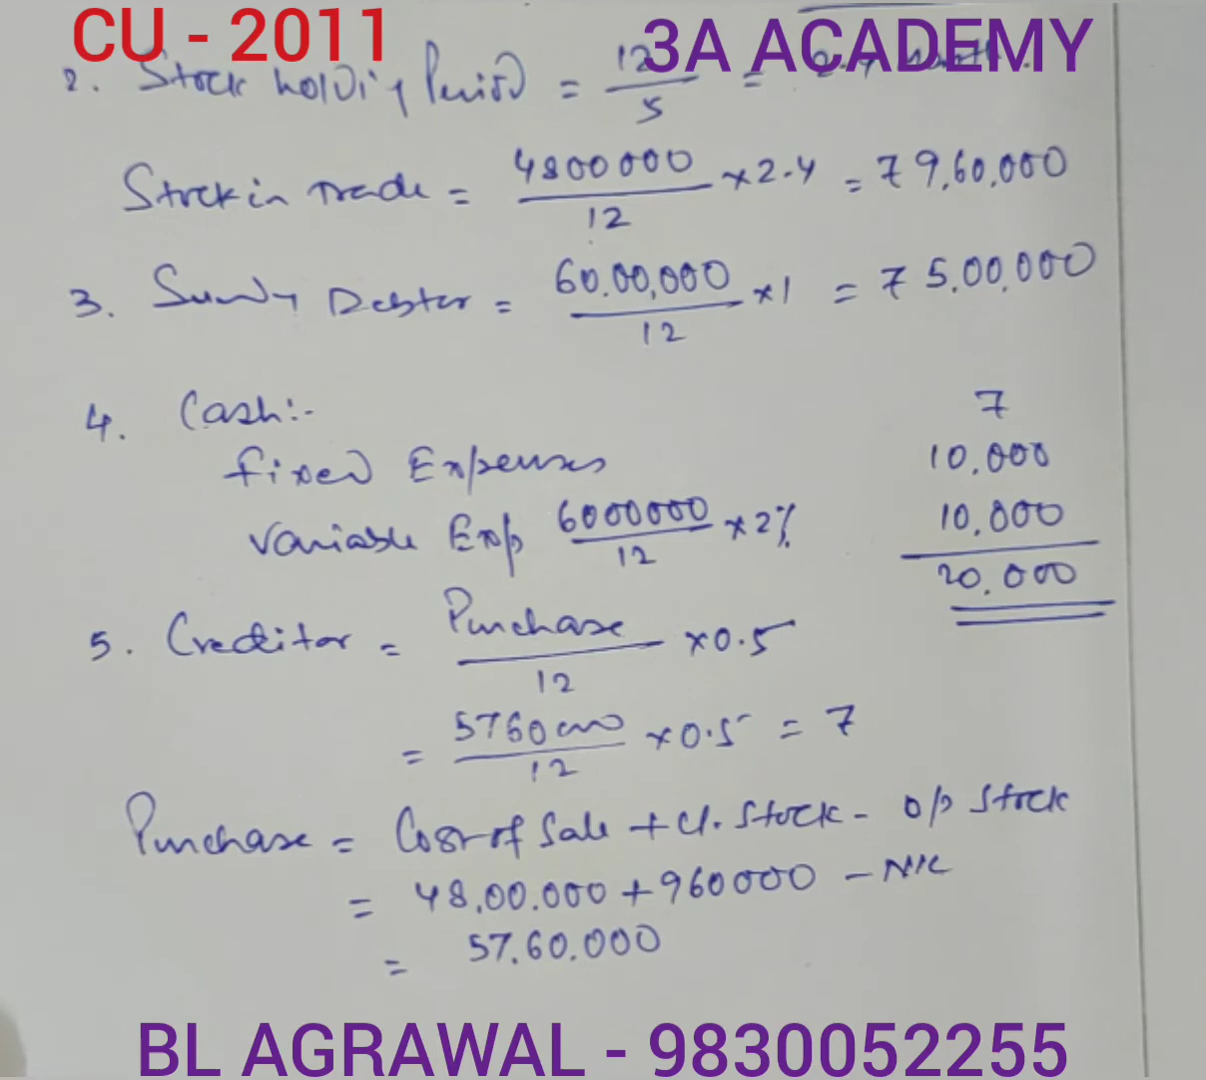 CU - 2011
3A ACADEMY
2. Stock holding Period = 12/5 = 2.4 month.
Stock in Trade = 4800000/12 × 2.4 = ₹ 9,60,000
3. Sundry Debtor = 60,00,000/12 × 1 = ₹ 5,00,000
4. Cash:- ₹
Fixed Expenses 10,000
Variable Exp 6000000/12 × 2% 10,000
20,000
5. Creditor = Purchase/12 × 0.5
= 5760000/12 × 0.5 = ₹
Purchase = Cost of Sale + Cl. Stock - o/p Stock
= 48,00,000 + 960000 - NIL
= 57,60,000
BL AGRAWAL - 9830052255